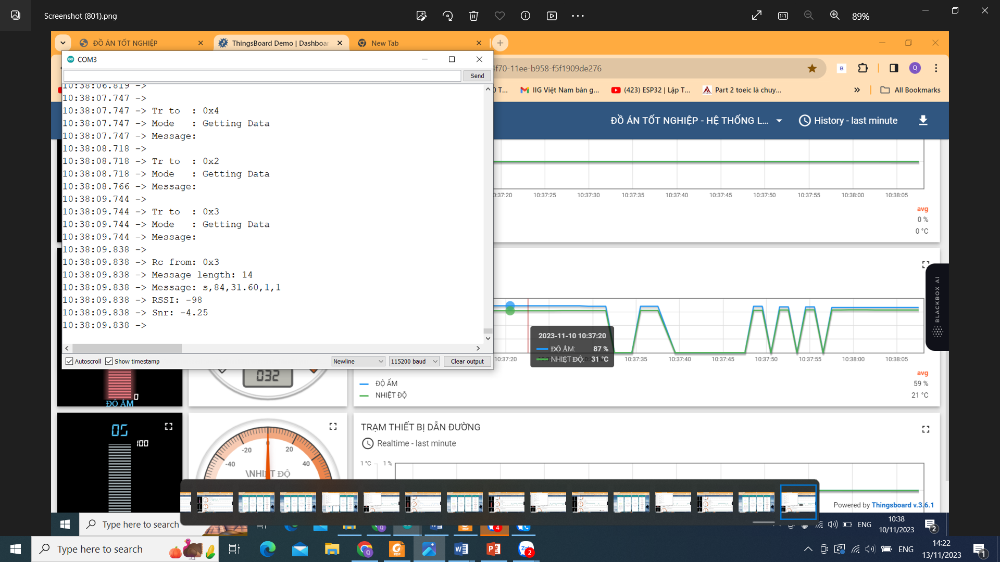 Screenshot (801).png
89%
ĐỒ ÁN TỐT NGHIỆP
ThingsBoard Demo | Dashboar
New Tab
COM3
4f70-11ee-b958-f5f1909de276
Send
IIG Việt Nam bàn g...
(423) ESP32 | Lập T...
Part 2 toeic là chuy...
All Bookmarks
10:38:06.819 ->
10:38:07.747 ->
10:38:07.747 -> Tr to  : 0x4
10:38:07.747 -> Mode   : Getting Data
10:38:07.747 -> Message:
10:38:08.718 ->
10:38:08.718 -> Tr to  : 0x2
10:38:08.718 -> Mode   : Getting Data
10:38:08.766 -> Message:
10:38:09.744 ->
10:38:09.744 -> Tr to  : 0x3
10:38:09.744 -> Mode   : Getting Data
10:38:09.744 -> Message:
10:38:09.838 ->
10:38:09.838 -> Rc from: 0x3
10:38:09.838 -> Message length: 14
10:38:09.838 -> Message: s,84,31.60,1,1
10:38:09.838 -> RSSI: -98
10:38:09.838 -> Snr: -4.25
10:38:09.838 ->
Autoscroll
Show timestamp
Newline
115200 baud
Clear output
ĐỒ ÁN TỐT NGHIỆP - HỆ THỐNG L...
History - last minute
0:37:20 10:37:25 10:37:30 10:37:35 10:37:40 10:37:45 10:37:50 10:37:55 10:38:00 10:38:05
avg
0 %
0 °C
BLACKBOX AI
2023-11-10 10:37:20
ĐỘ ẨM: 87 %
NHIỆT ĐỘ: 31 °C
10:37:20 10:37:35 10:37:40 10:37:45 10:37:50 10:37:55 10:38:00 10:38:05
avg
ĐỘ ẨM 59 %
NHIỆT ĐỘ 21 °C
0
ĐỘ ẨM
032
05
100
-40 -20 0 20 40
\NHIỆT ĐỘ
TRẠM THIẾT BỊ DẪN ĐƯỜNG
Realtime - last minute
1 °C 1 %
Powered by Thingsboard v.3.6.1
Type here to search
4
ENG
10:38
10/11/2023
2
Type here to search
Q
PDF
2
ENG
14:22
13/11/2023
1